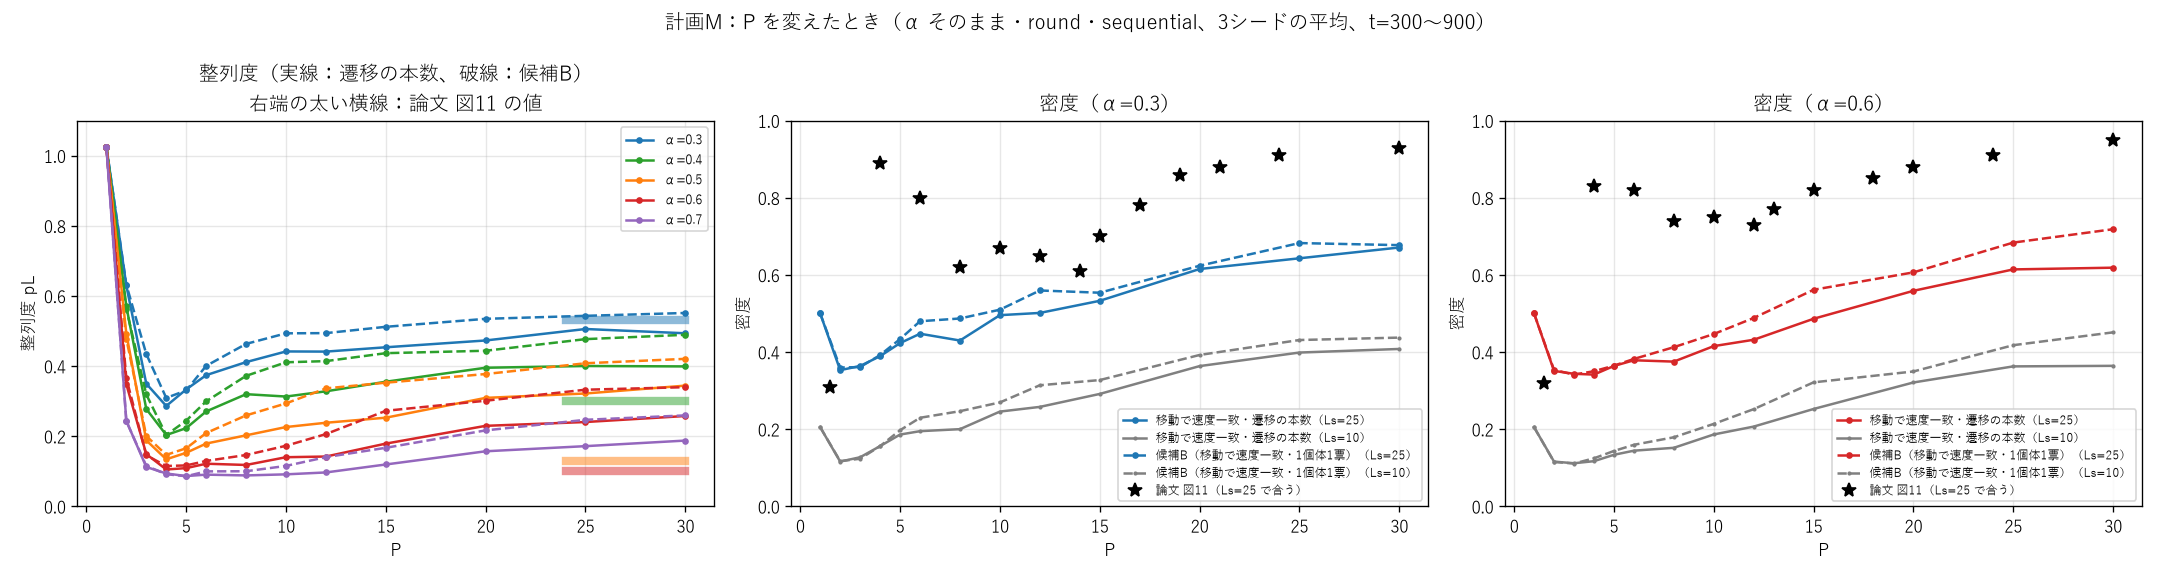 計画M：P を変えたとき（α そのまま・round・sequential、3シードの平均、t=300～900）
整列度（実線：遷移の本数、破線：候補B）
右端の太い横線：論文 図11 の値
整列度 pL
1.0
0.8
0.6
0.4
0.2
0.0
0
5
10
15
20
25
30
P
α=0.3
α=0.4
α=0.5
α=0.6
α=0.7
密度（α=0.3）
密度
1.0
0.8
0.6
0.4
0.2
0.0
0
5
10
15
20
25
30
P
移動で速度一致・遷移の本数（Ls=25）
移動で速度一致・遷移の本数（Ls=10）
候補B（移動で速度一致・1個体1票）（Ls=25）
候補B（移動で速度一致・1個体1票）（Ls=10）
論文 図11（Ls=25 で合う）
密度（α=0.6）
密度
1.0
0.8
0.6
0.4
0.2
0.0
0
5
10
15
20
25
30
P
移動で速度一致・遷移の本数（Ls=25）
移動で速度一致・遷移の本数（Ls=10）
候補B（移動で速度一致・1個体1票）（Ls=25）
候補B（移動で速度一致・1個体1票）（Ls=10）
論文 図11（Ls=25 で合う）